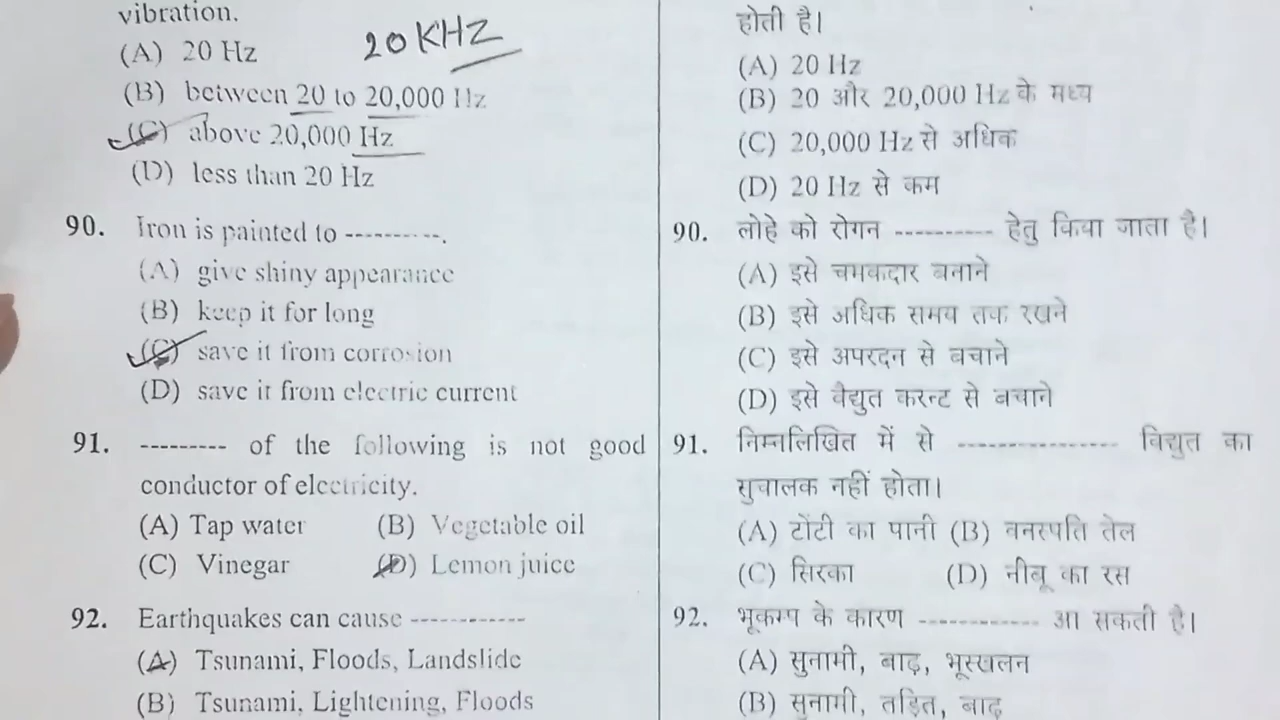 vibration.
(A) 20 Hz
20 KHZ
(B) between 20 to 20,000 Hz
(C) above 20,000 Hz
(D) less than 20 Hz
90. Iron is painted to ----------.
(A) give shiny appearance
(B) keep it for long
(C) save it from corrosion
(D) save it from electric current
91. --------- of the following is not good
conductor of electricity.
(A) Tap water (B) Vegetable oil
(C) Vinegar (D) Lemon juice
92. Earthquakes can cause ------------
(A) Tsunami, Floods, Landslide
(B) Tsunami, Lightening, Floods
होती है।
(A) 20 Hz
(B) 20 और 20,000 Hz के मध्य
(C) 20,000 Hz से अधिक
(D) 20 Hz से कम
90. लोहे को रोगन ---------- हेतु किया जाता है।
(A) इसे चमकदार बनाने
(B) इसे अधिक समय तक रखने
(C) इसे अपरदन से बचाने
(D) इसे वैद्युत करन्ट से बचाने
91. निम्नलिखित में से ---------------- विद्युत का
सुचालक नहीं होता।
(A) टोंटी का पानी (B) वनस्पति तेल
(C) सिरका (D) नीबू का रस
92. भूकम्प के कारण ------------- आ सकती है।
(A) सुनामी, बाढ़, भूस्खलन
(B) सुनामी, तड़ित, बाढ़